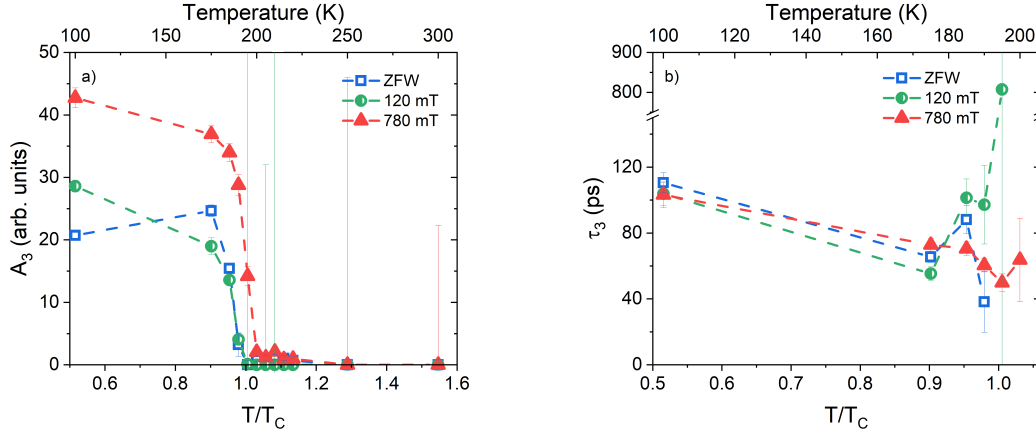 Temperature (K)
100 150 200 250 300
50
40
30
20
10
0
A3 (arb. units)
a)
ZFW
120 mT
780 mT
0.6 0.8 1.0 1.2 1.4 1.6
T/TC
Temperature (K)
100 120 140 160 180 200
900
800
120
80
40
0
τ3 (ps)
b)
ZFW
120 mT
780 mT
0.5 0.6 0.7 0.8 0.9 1.0
T/TC